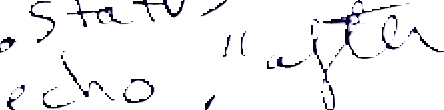 . status
echo , " after